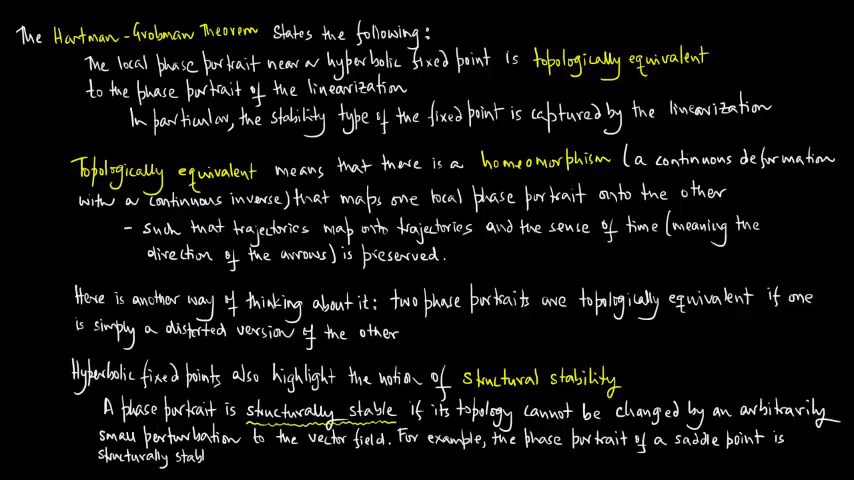 The Hartman-Grobman Theorem states the following:
The local phase portrait near a hyperbolic fixed point is topologically equivalent
to the phase portrait of the linearization
In particular, the stability type of the fixed point is captured by the linearization
Topologically equivalent means that there is a homeomorphism (a continuous deformation
with a continuous inverse) that maps one local phase portrait onto the other
- such that trajectories map onto trajectories and the sense of time (meaning the
direction of the arrows) is preserved.
Here is another way of thinking about it: two phase portraits are topologically equivalent if one
is simply a distorted version of the other
Hyperbolic fixed points also highlight the notion of structural stability
A phase portrait is structurally stable if its topology cannot be changed by an arbitrarily
small perturbation to the vector field. For example, the phase portrait of a saddle point is
structurally stabl